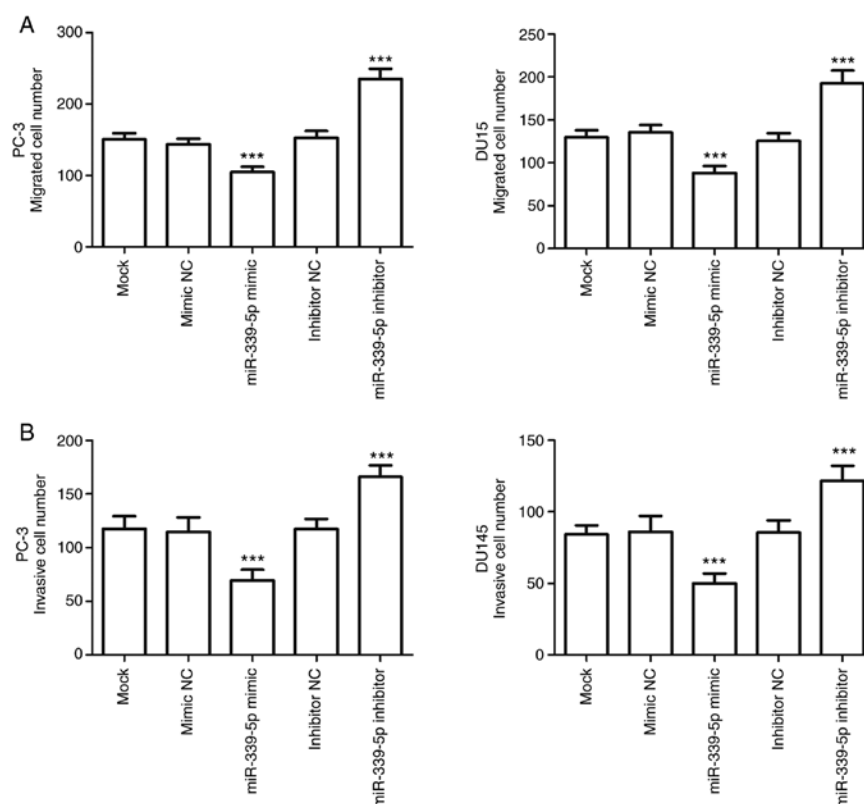 A
PC-3
Migrated cell number
300
200
100
0
***
***
Mock
Mimic NC
miR-339-5p mimic
Inhibitor NC
miR-339-5p inhibitor
DU15
Migrated cell number
250
200
150
100
50
0
***
***
Mock
Mimic NC
miR-339-5p mimic
Inhibitor NC
miR-339-5p inhibitor
B
PC-3
Invasive cell number
200
150
100
50
0
***
***
Mock
Mimic NC
miR-339-5p mimic
Inhibitor NC
miR-339-5p inhibitor
DU145
Invasive cell number
150
100
50
0
***
***
Mock
Mimic NC
miR-339-5p mimic
Inhibitor NC
miR-339-5p inhibitor